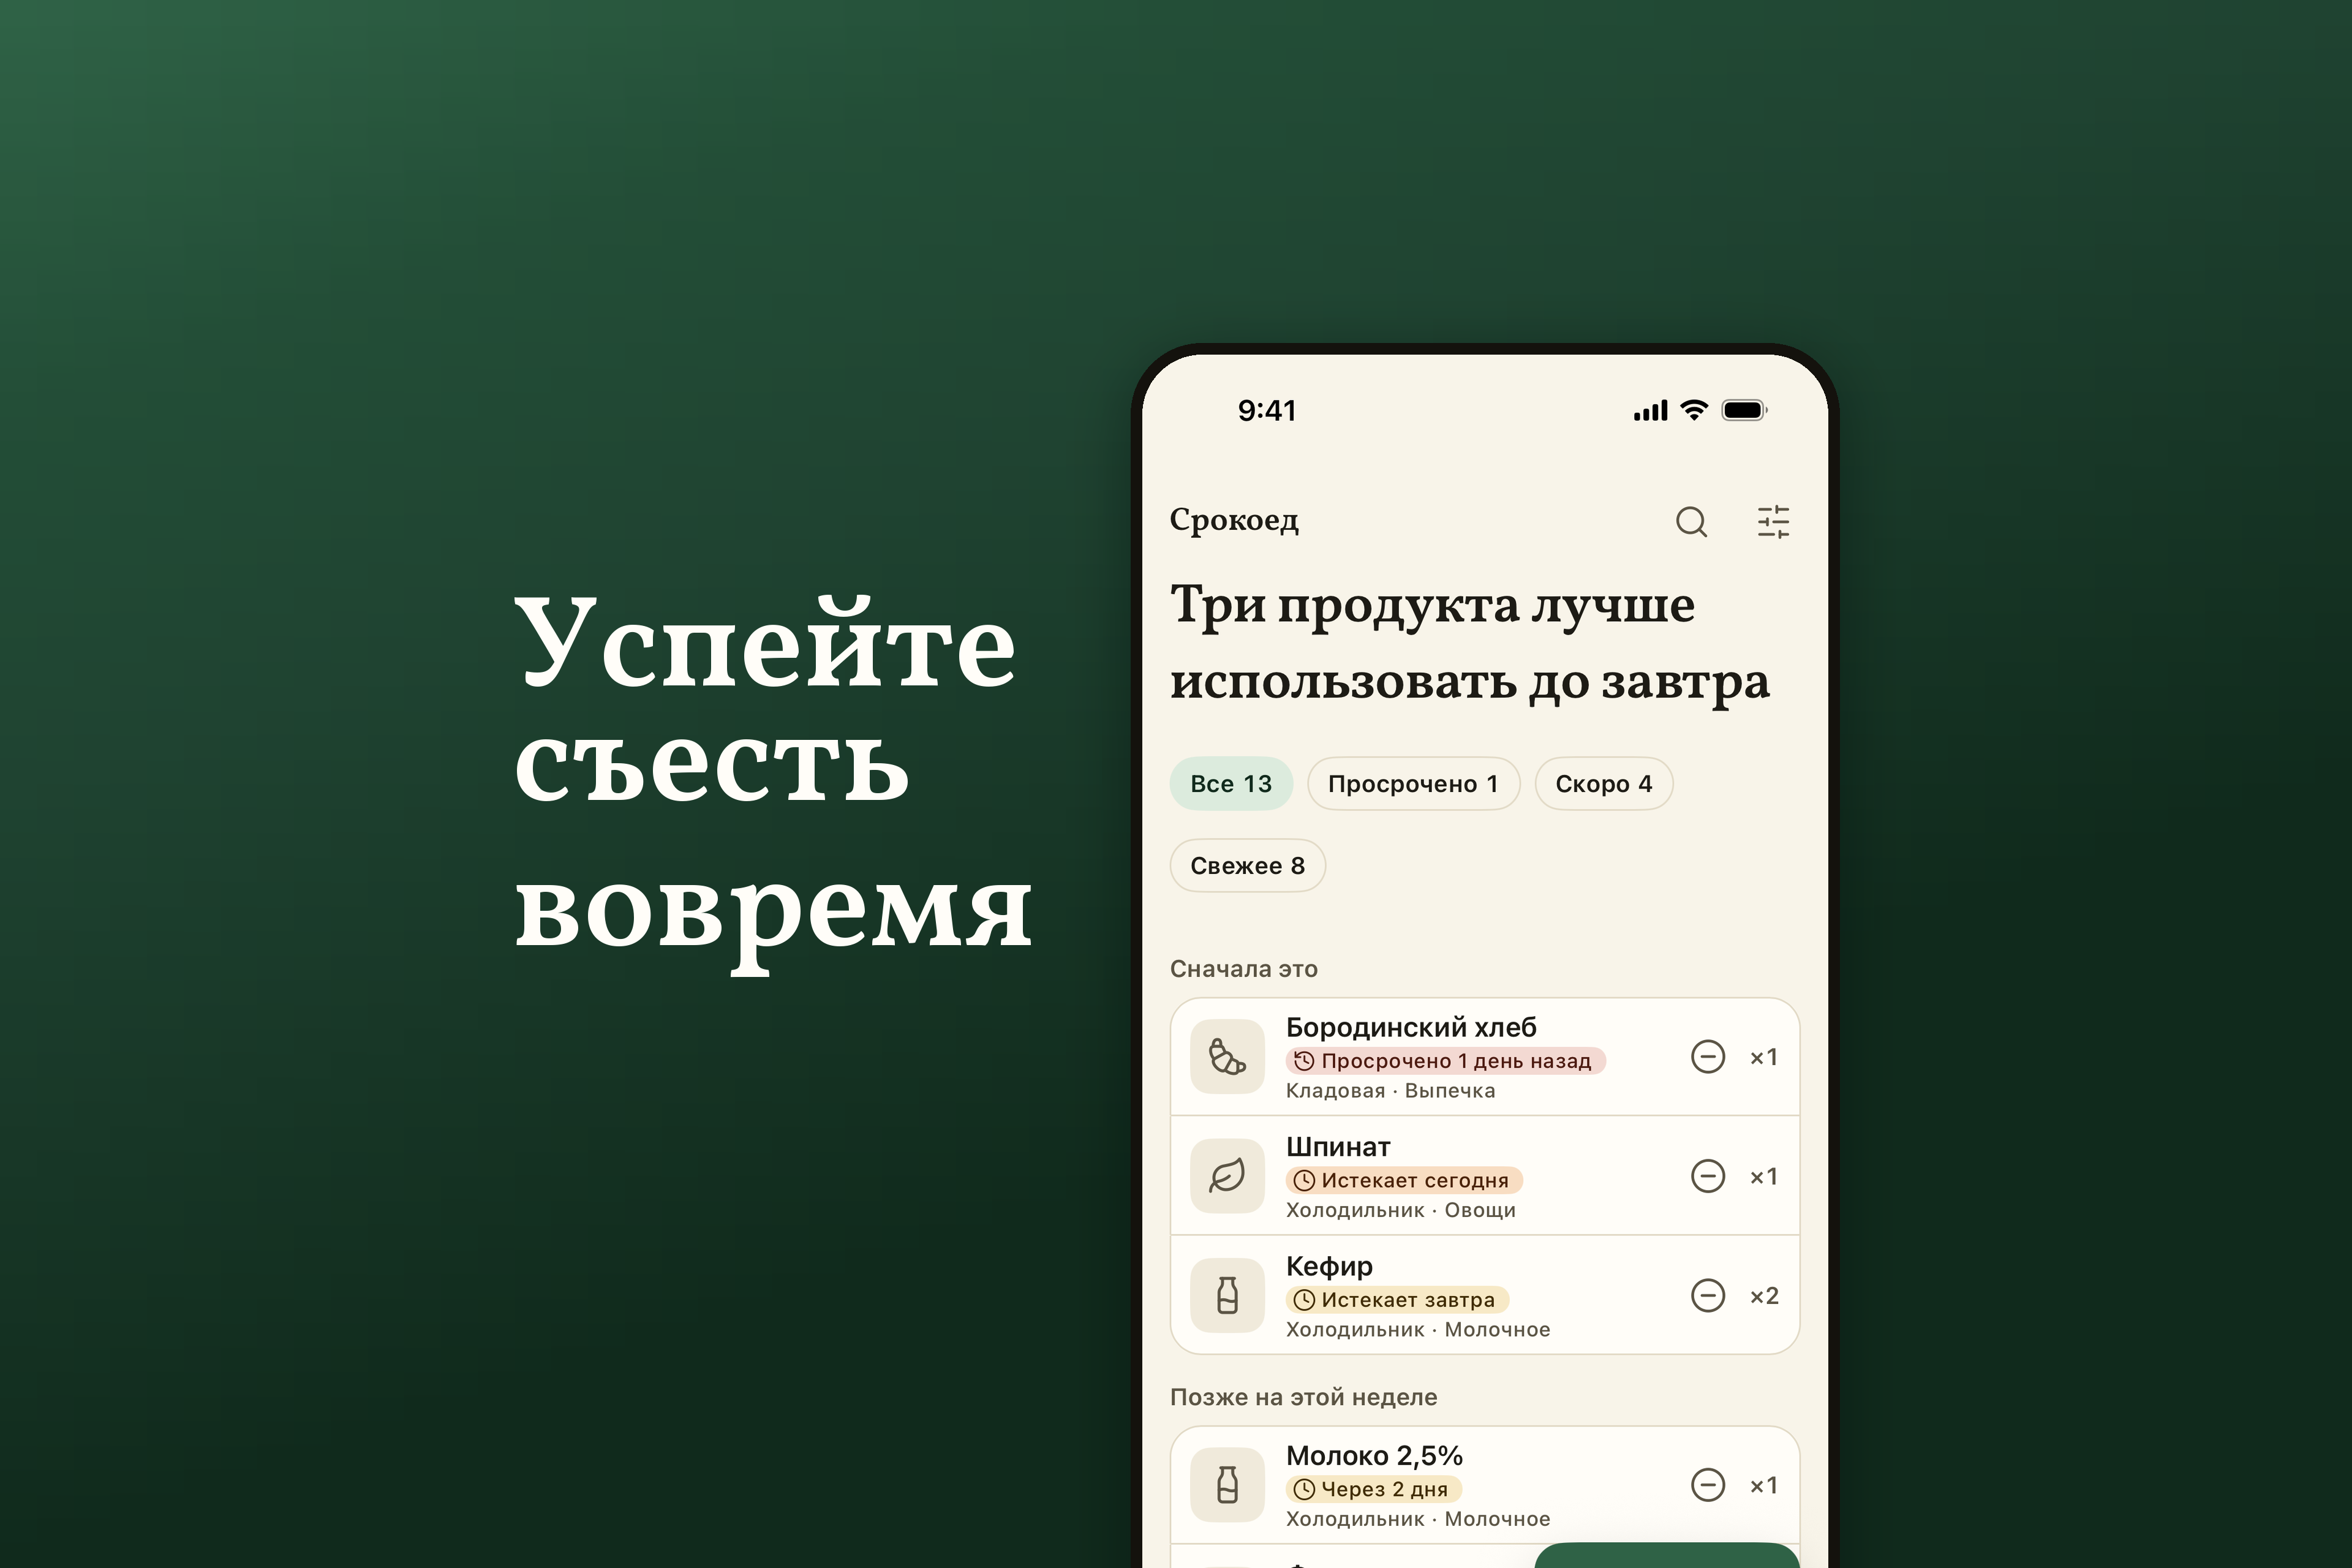 Успейте
съесть
вовремя
9:41
Срокоед
Три продукта лучше
использовать до завтра
Все 13
Просрочено 1
Скоро 4
Свежее 8
Сначала это
Бородинский хлеб
Просрочено 1 день назад
Кладовая · Выпечка
×1
Шпинат
Истекает сегодня
Холодильник · Овощи
×1
Кефир
Истекает завтра
Холодильник · Молочное
×2
Позже на этой неделе
Молоко 2,5%
Через 2 дня
Холодильник · Молочное
×1